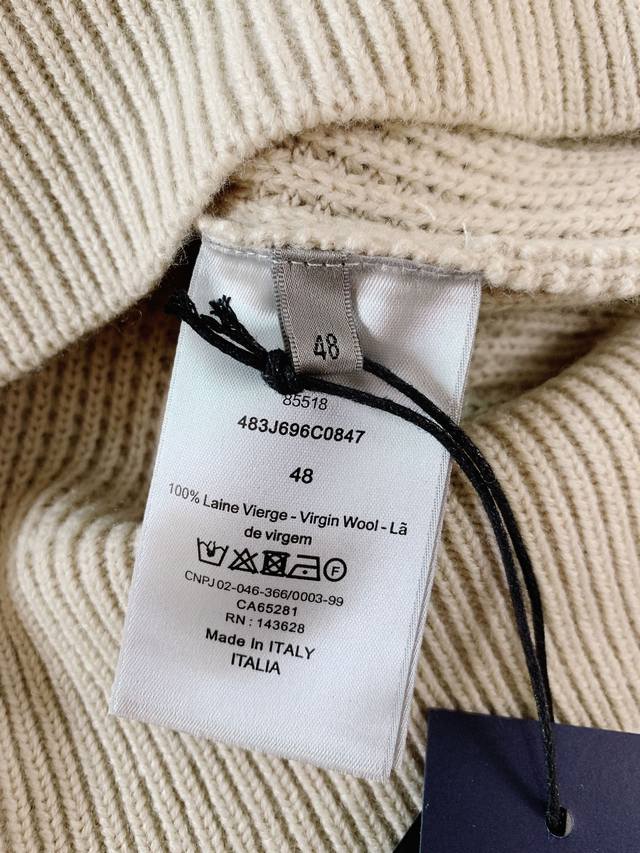 48
85518
483J696C0847
48
100% Laine Vierge - Virgin Wool - Lã
de virgem
F
CNPJ 02-046-366/0003-99
CA65281
RN : 143628
Made In ITALY
ITALIA